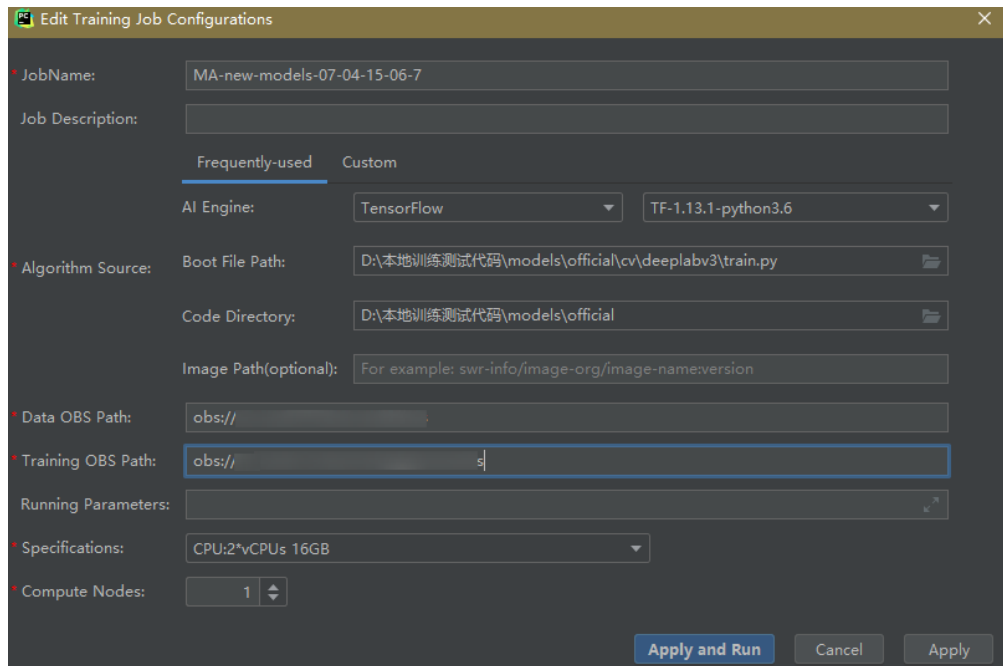 Edit Training Job Configurations
* JobName: MA-new-models-07-04-15-06-7
Job Description:
Frequently-used Custom
AI Engine: TensorFlow TF-1.13.1-python3.6
* Algorithm Source:
Boot File Path: D:\本地训练测试代码\models\official\cv\deeplabv3\train.py
Code Directory: D:\本地训练测试代码\models\official
Image Path(optional): For example: swr-info/image-org/image-name:version
* Data OBS Path: obs://
* Training OBS Path: obs:// s
Running Parameters:
* Specifications: CPU:2*vCPUs 16GB
* Compute Nodes: 1
Apply and Run Cancel Apply